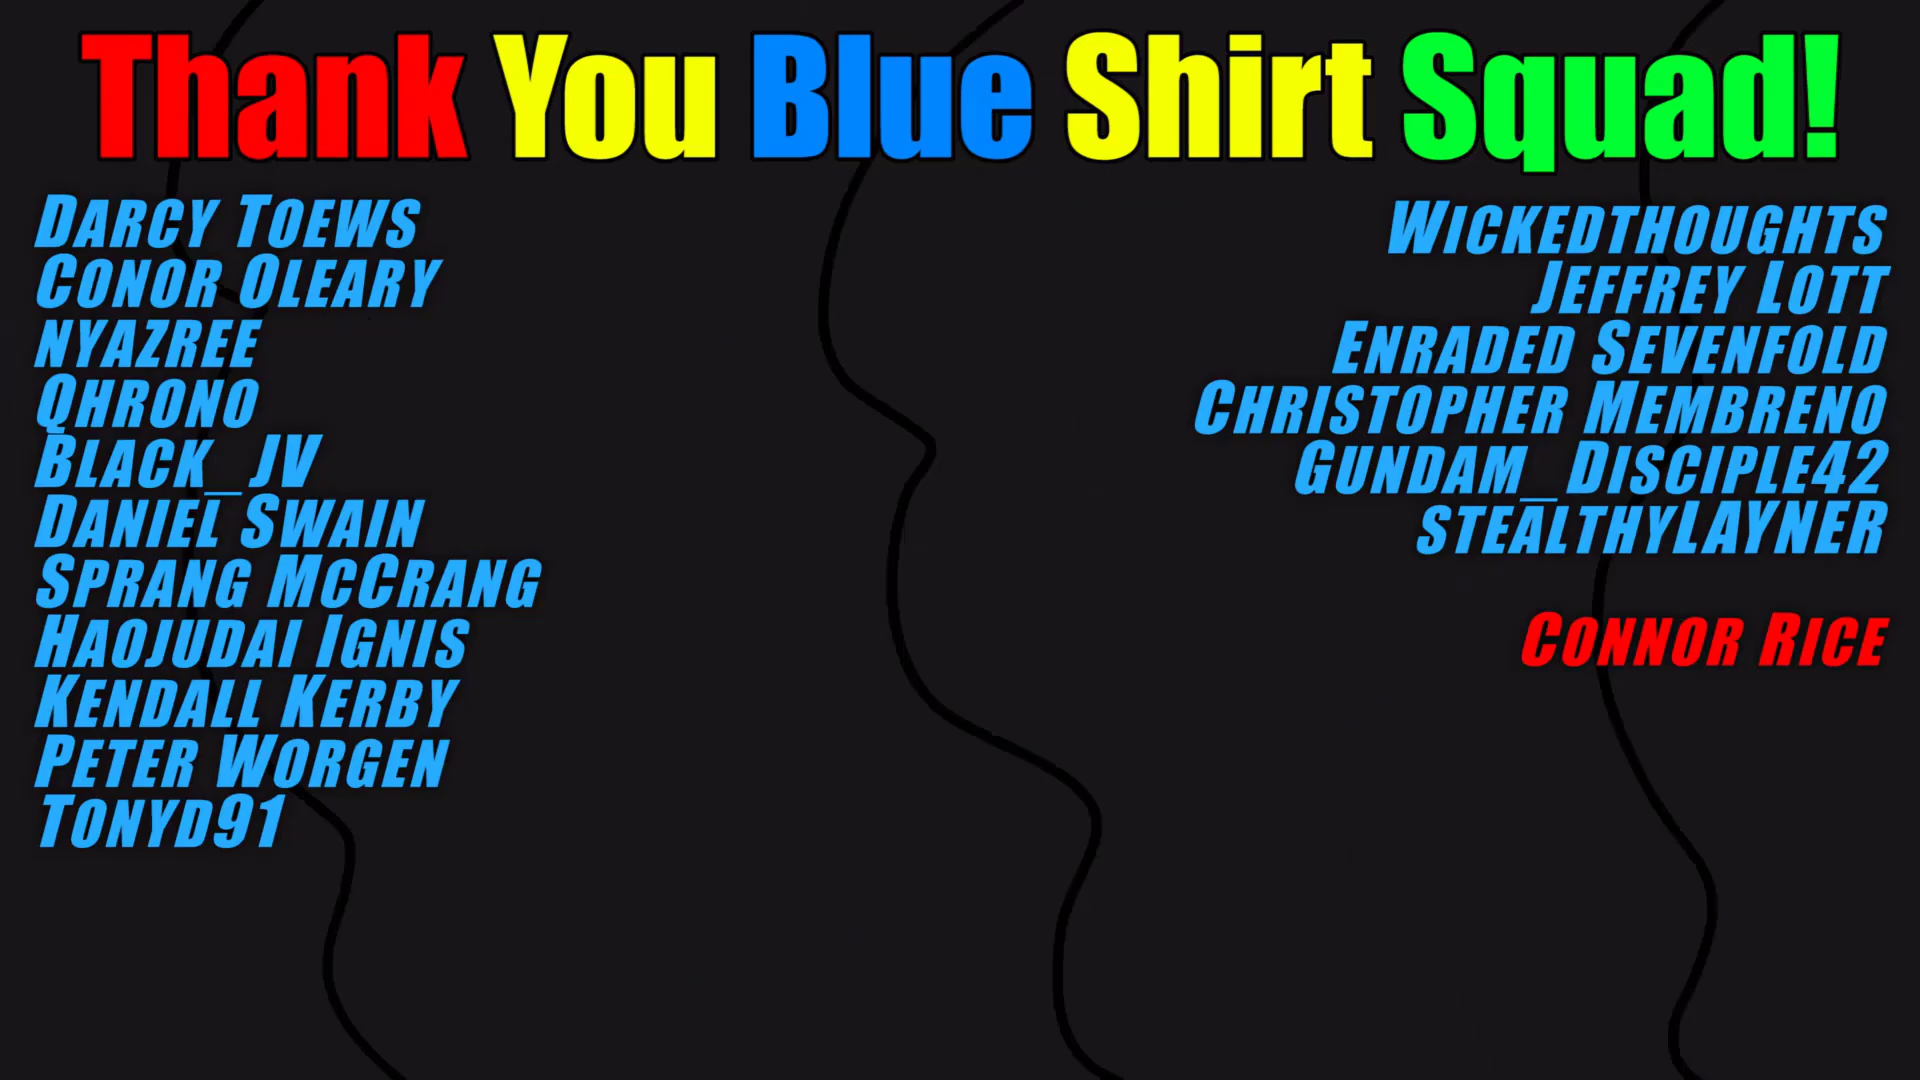 Thank You Blue Shirt Squad!
Darcy Toews
Conor Oleary
nyazree
Qhrono
Black_JV
Daniel Swain
Sprang McCrang
Haojudai Ignis
Kendall Kerby
Peter Worgen
Tonyd91
Wickedthoughts
Jeffrey Lott
Enraded Sevenfold
Christopher Membreno
Gundam_Disciple42
stealthyLAYNER
Connor Rice